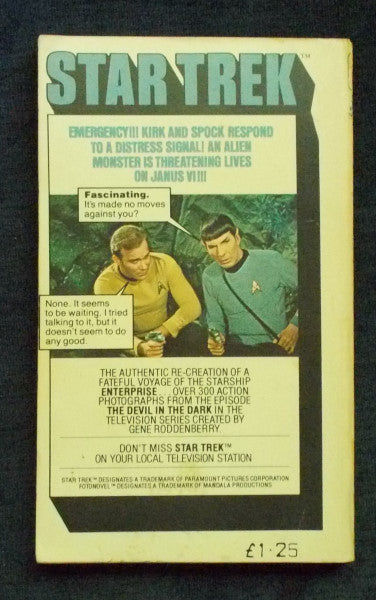 STAR TREK™
EMERGENCY!!! KIRK AND SPOCK RESPOND
TO A DISTRESS SIGNAL! AN ALIEN
MONSTER IS THREATENING LIVES
ON JANUS VI!!!
Fascinating.
It's made no moves
against you?
None. It seems
to be waiting. I tried
talking to it, but it
doesn't seem to do
any good.
THE AUTHENTIC RE-CREATION OF A
FATEFUL VOYAGE OF THE STARSHIP
ENTERPRISE . . . OVER 300 ACTION
PHOTOGRAPHS FROM THE EPISODE
THE DEVIL IN THE DARK IN THE
TELEVISION SERIES CREATED BY
GENE RODDENBERRY.
DON'T MISS STAR TREK™
ON YOUR LOCAL TELEVISION STATION
STAR TREK™ DESIGNATES A TRADEMARK OF PARAMOUNT PICTURES CORPORATION
FOTONOVEL™ DESIGNATES A TRADEMARK OF MANDALA PRODUCTIONS
£1·25